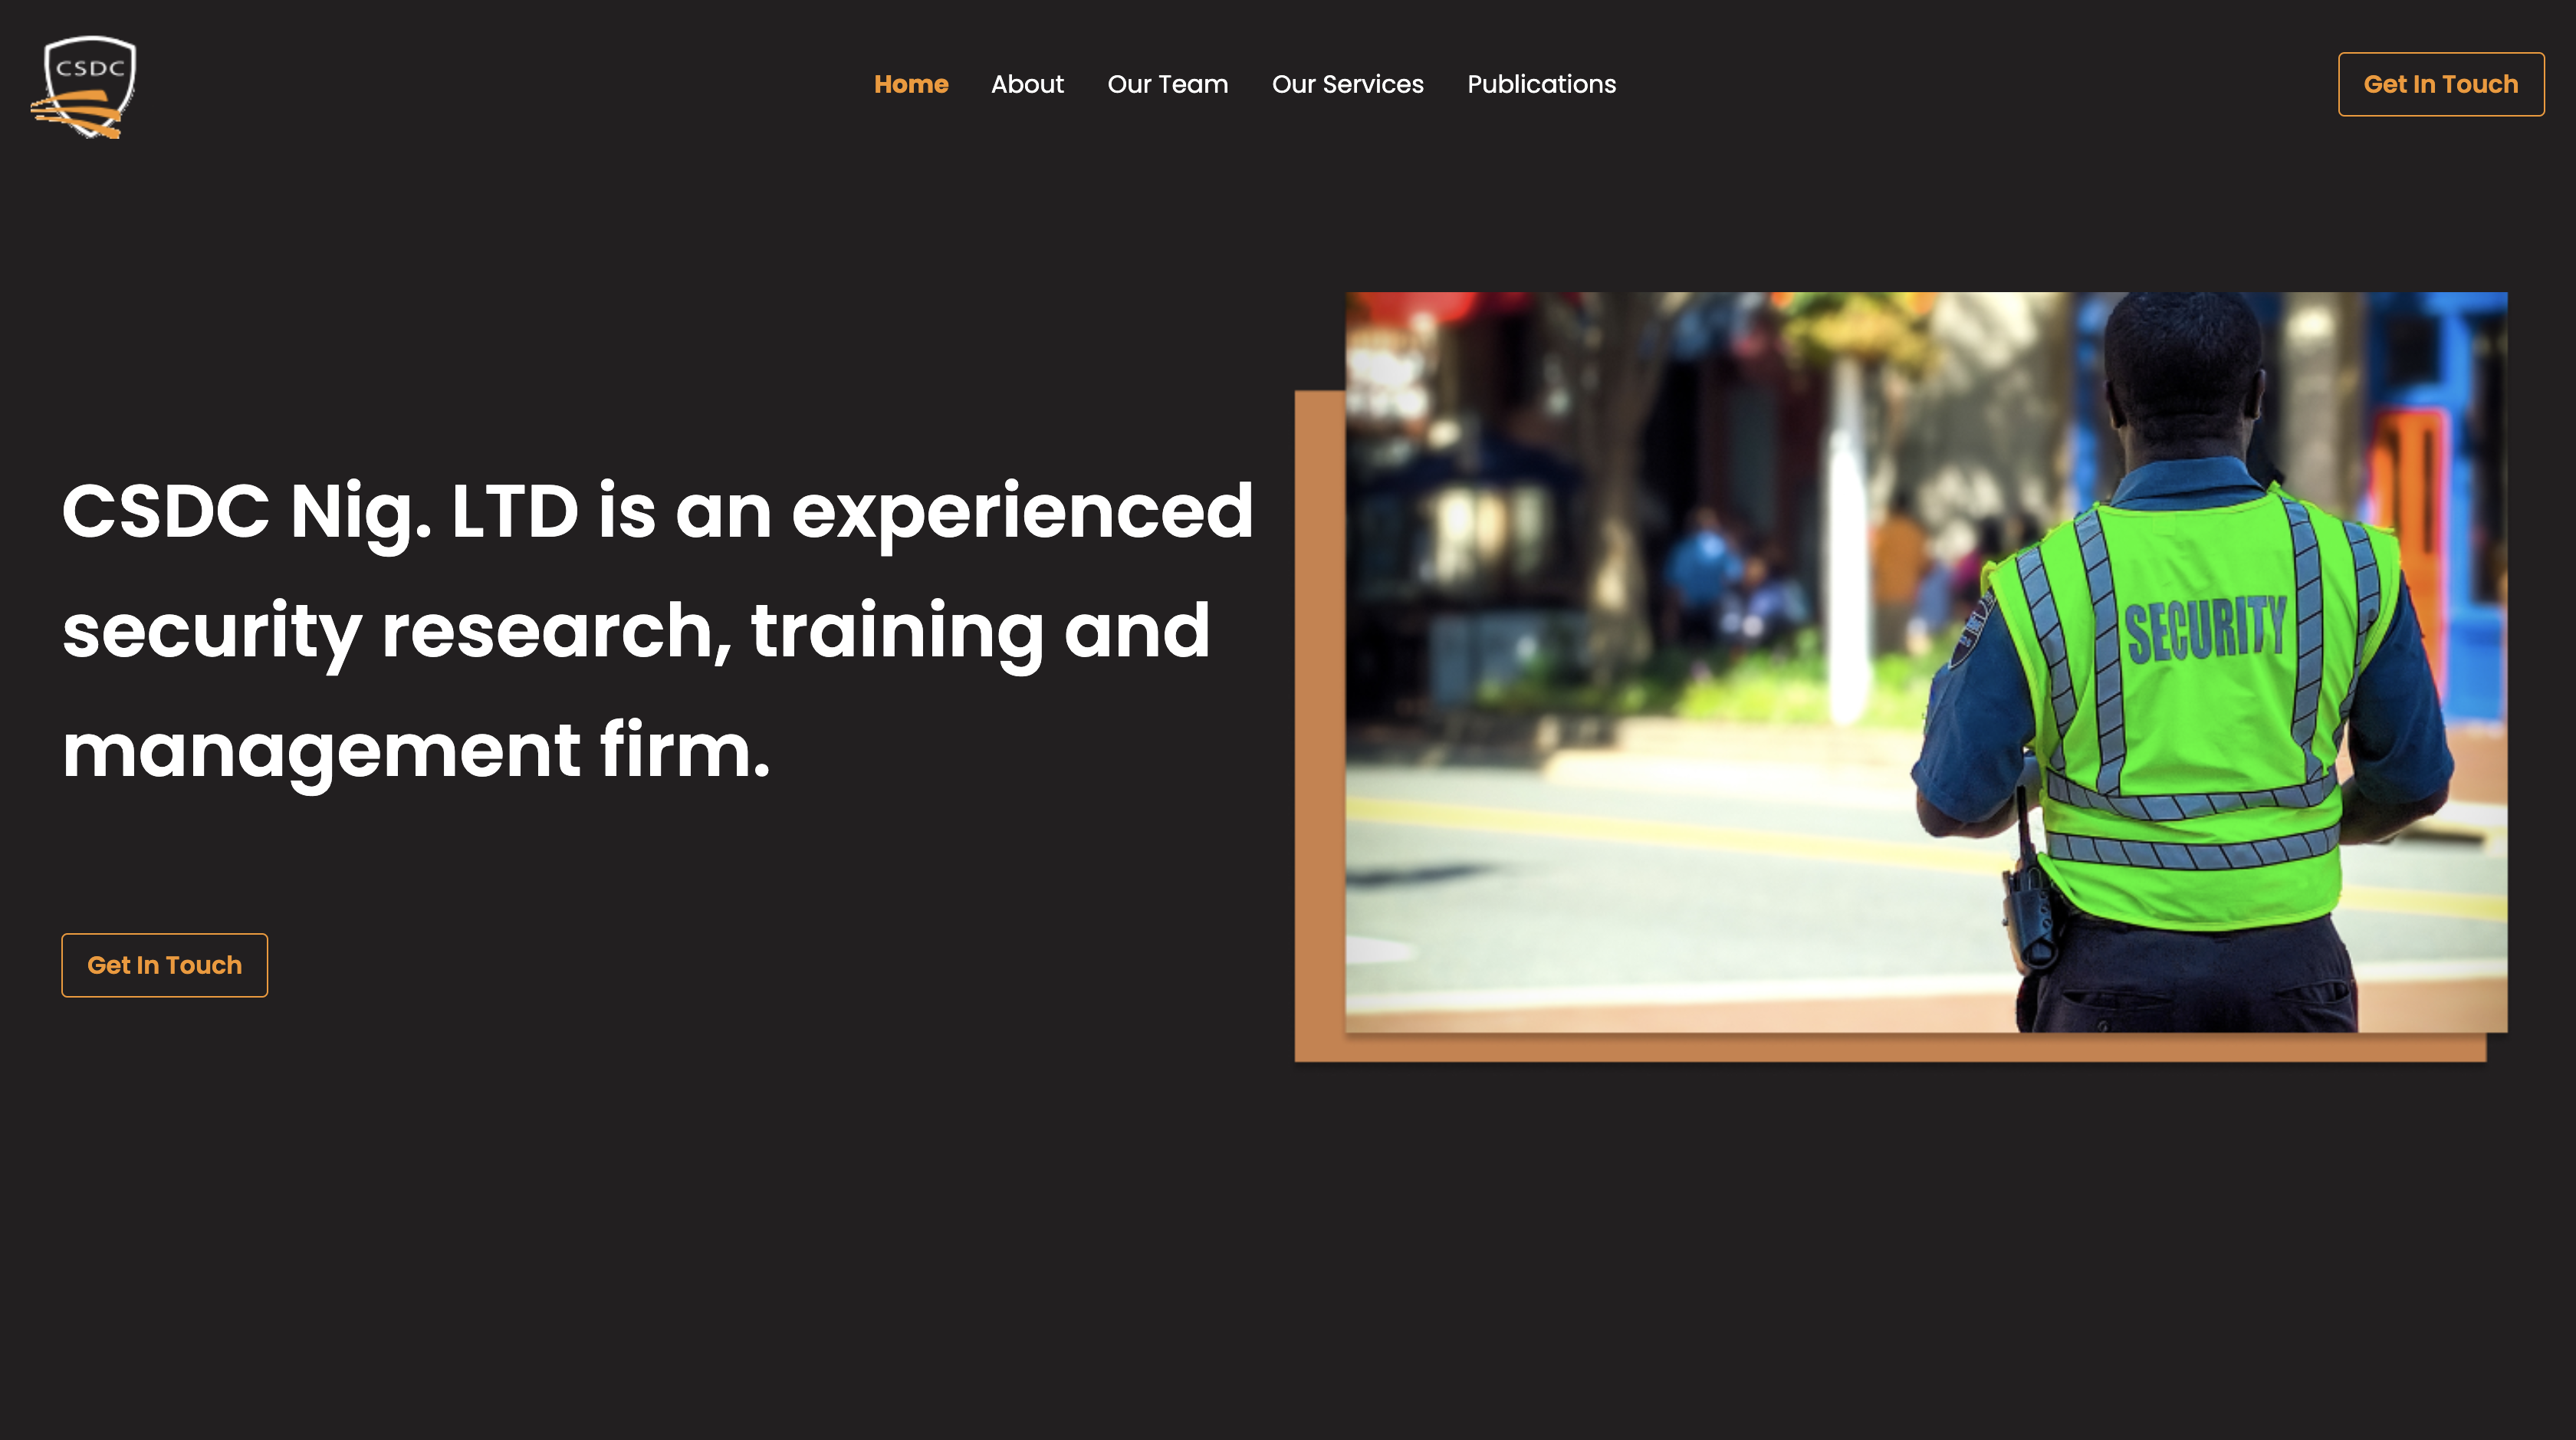 CSDC
Home
About
Our Team
Our Services
Publications
Get In Touch
CSDC Nig. LTD is an experienced
security research, training and
management firm.
SECURITY
Get In Touch